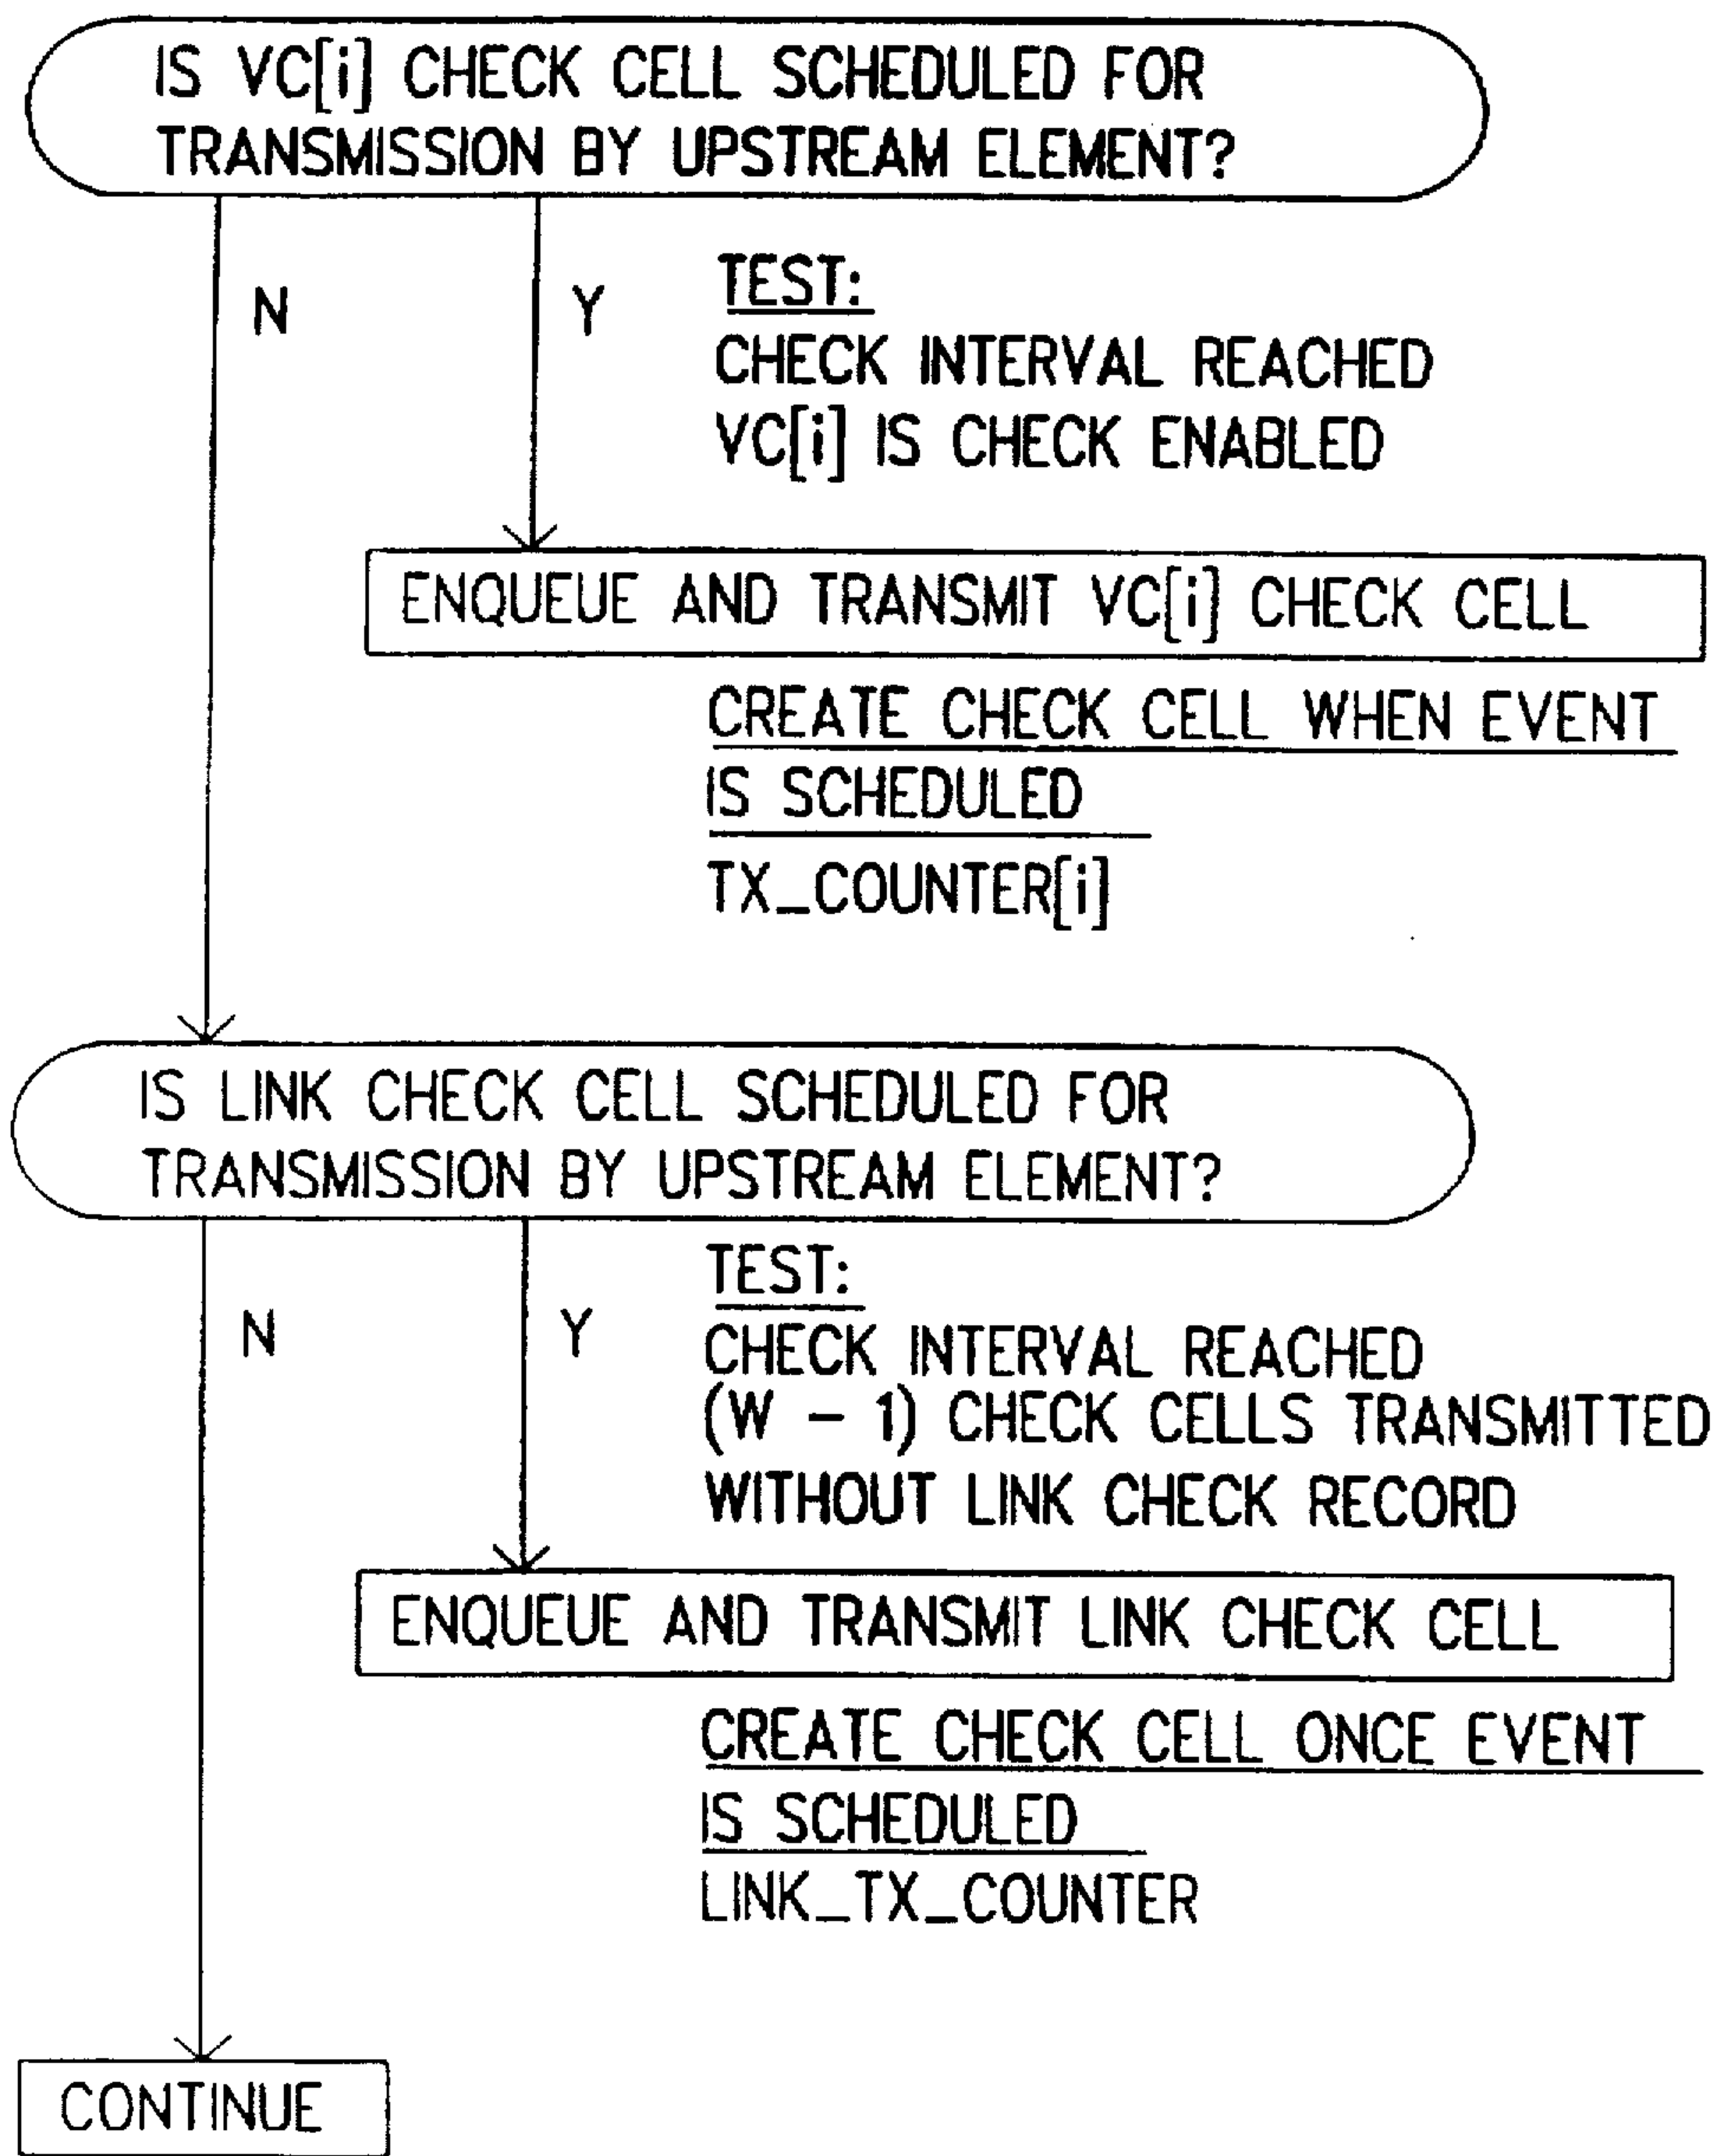 IS VC[i] CHECK CELL SCHEDULED FOR
TRANSMISSION BY UPSTREAM ELEMENT?
N
Y
TEST:
CHECK INTERVAL REACHED
VC[i] IS CHECK ENABLED
ENQUEUE AND TRANSMIT VC[i] CHECK CELL
CREATE CHECK CELL WHEN EVENT
IS SCHEDULED
TX_COUNTER[i]
IS LINK CHECK CELL SCHEDULED FOR
TRANSMISSION BY UPSTREAM ELEMENT?
N
Y
TEST:
CHECK INTERVAL REACHED
(W - 1) CHECK CELLS TRANSMITTED
WITHOUT LINK CHECK RECORD
ENQUEUE AND TRANSMIT LINK CHECK CELL
CREATE CHECK CELL ONCE EVENT
IS SCHEDULED
LINK_TX_COUNTER
CONTINUE